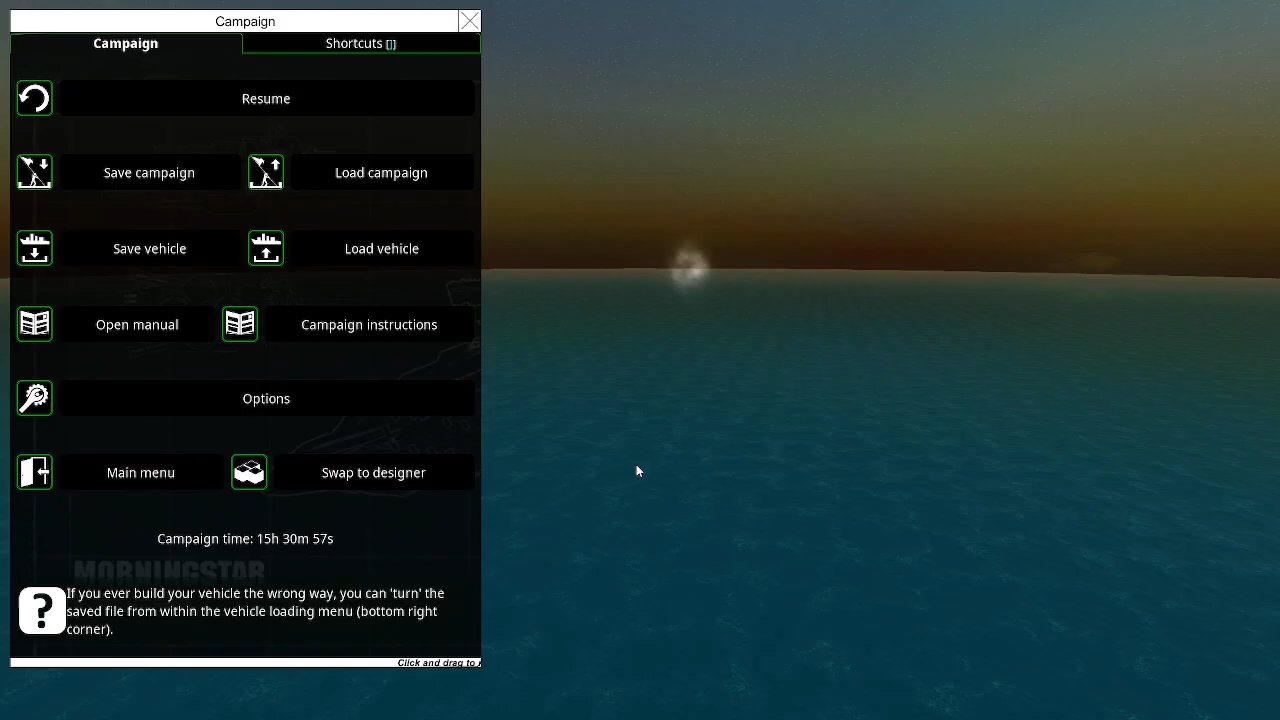 Campaign
Campaign
Shortcuts []]
Resume
Save campaign
Load campaign
Save vehicle
Load vehicle
Open manual
Campaign instructions
Options
Main menu
Swap to designer
Campaign time: 15h 30m 57s
MORNINGSTAR
If you ever build your vehicle the wrong way, you can 'turn' the
saved file from within the vehicle loading menu (bottom right
corner).
Click and drag to